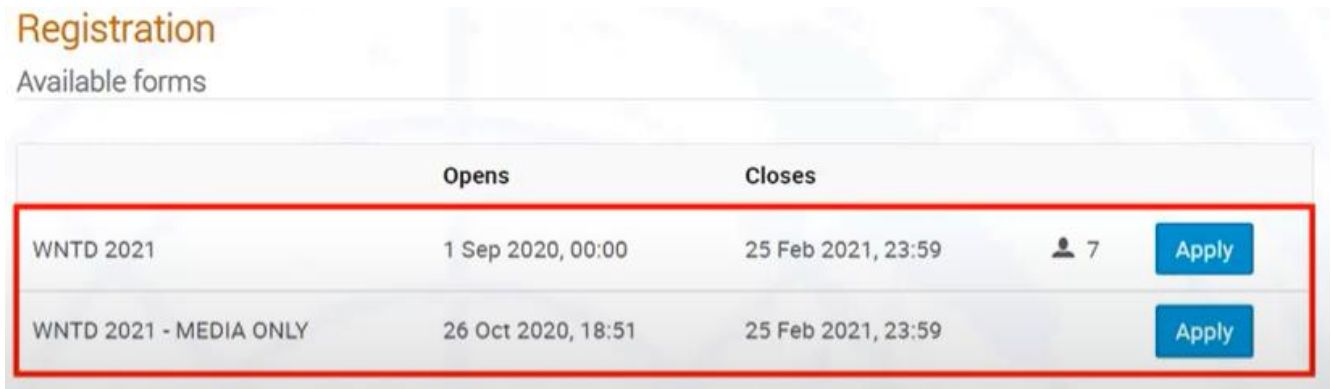 Registration
Available forms
Opens Closes
WNTD 2021 1 Sep 2020, 00:00 25 Feb 2021, 23:59 7 Apply
WNTD 2021 - MEDIA ONLY 26 Oct 2020, 18:51 25 Feb 2021, 23:59 Apply